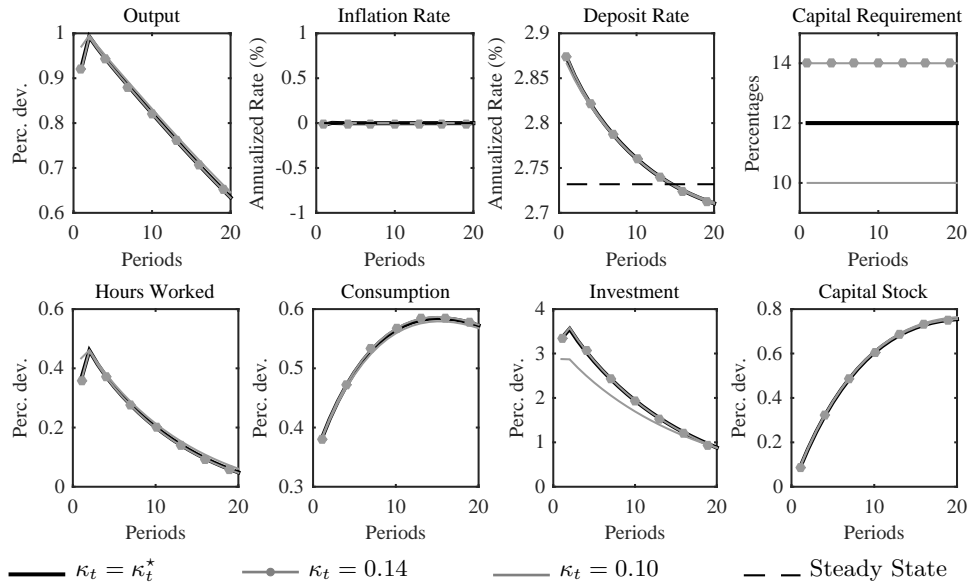 Output
Inflation Rate
Deposit Rate
Capital Requirement
Perc. dev.
1
0.9
0.8
0.7
0.6
0
10
20
Periods
Annualized Rate (%)
1
0.5
0
-0.5
-1
0
10
20
Periods
Annualized Rate (%)
2.9
2.85
2.8
2.75
2.7
0
10
20
Periods
Percentages
14
12
10
0
10
20
Periods
Hours Worked
Consumption
Investment
Capital Stock
Perc. dev.
0.6
0.4
0.2
0
0
10
20
Periods
Perc. dev.
0.6
0.5
0.4
0.3
0
10
20
Periods
Perc. dev.
4
3
2
1
0
0
10
20
Periods
Perc. dev.
0.8
0.6
0.4
0.2
0
0
10
20
Periods
κ_t = κ_t^⋆
κ_t = 0.14
κ_t = 0.10
Steady State